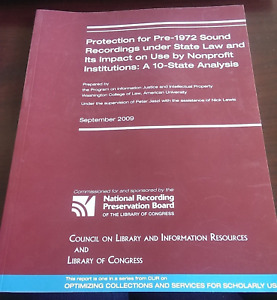 Protection for Pre-1972 Sound
Recordings under State Law and
Its Impact on Use by Nonprofit
Institutions: A 10-State Analysis
Prepared by
the Program on Information Justice and Intellectual Property
Washington College of Law, American University
Under the supervision of Peter Jaszi with the assistance of Nick Lewis
September 2009
Commissioned for and sponsored by the
National Recording
Preservation Board
OF THE LIBRARY OF CONGRESS
COUNCIL ON LIBRARY AND INFORMATION RESOURCES
AND
LIBRARY OF CONGRESS
This report is one in a series from CLIR on
OPTIMIZING COLLECTIONS AND SERVICES FOR SCHOLARLY US